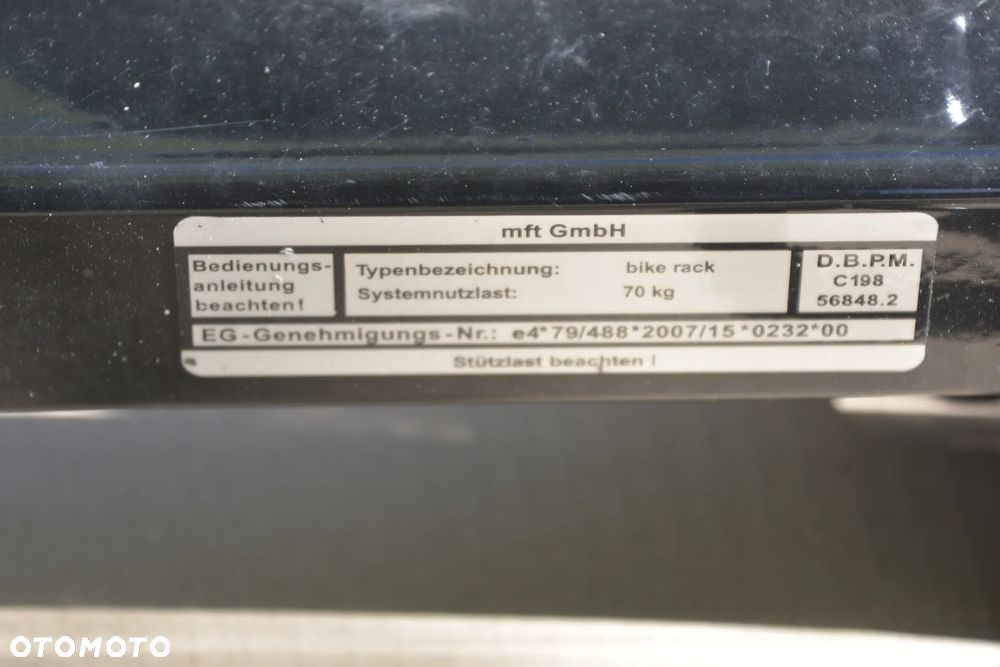 mft GmbH
Bedienungs-
anleitung
beachten!
Typenbezeichnung: bike rack
Systemnutzlast: 70 kg
D.B.P.M.
C198
56848.2
EG-Genehmigungs-Nr.: e4*79/488*2007/15*0232*00
Stützlast beachten !
OTOMOTO